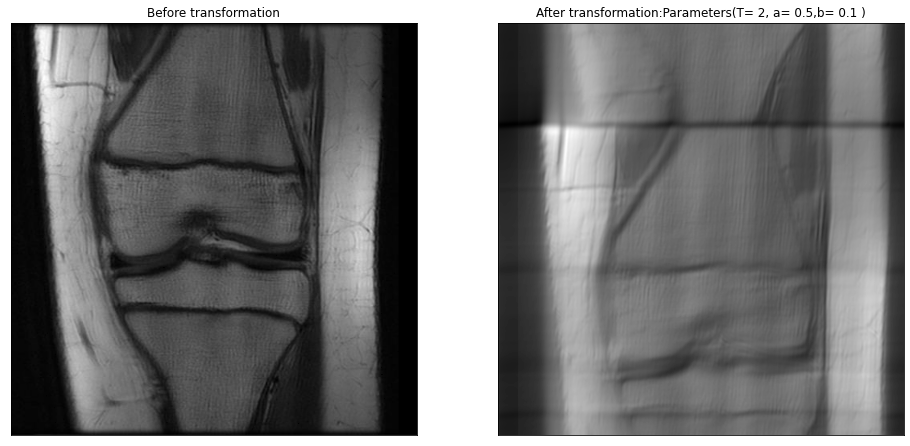 Before transformation
After transformation:Parameters(T= 2, a= 0.5,b= 0.1 )